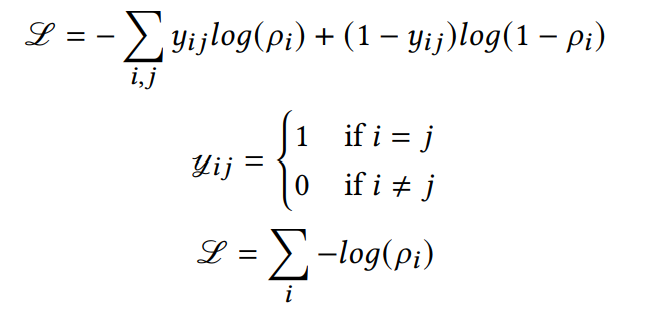 ℒ = − ∑_{i,j} y_{ij}log(ρ_i) + (1 − y_{ij})log(1 − ρ_i)
y_{ij} = { 1 if i = j
0 if i ≠ j
ℒ = ∑_i −log(ρ_i)